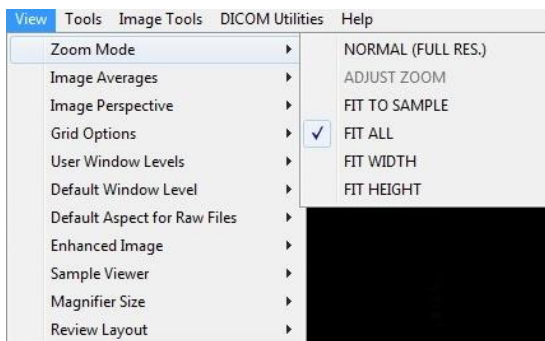 View Tools Image Tools DICOM Utilities Help
Zoom Mode
Image Averages
Image Perspective
Grid Options
User Window Levels
Default Window Level
Default Aspect for Raw Files
Enhanced Image
Sample Viewer
Magnifier Size
Review Layout
NORMAL (FULL RES.)
ADJUST ZOOM
FIT TO SAMPLE
FIT ALL
FIT WIDTH
FIT HEIGHT